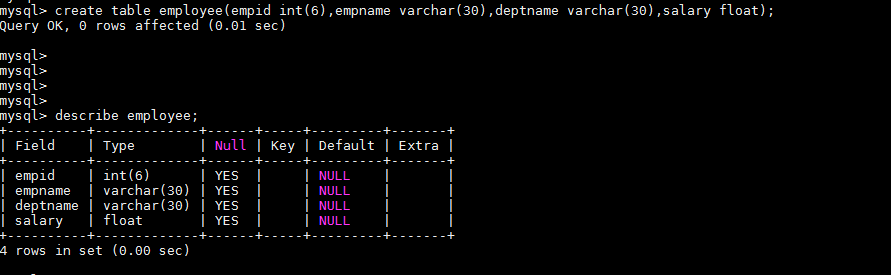 mysql> create table employee(empid int(6),empname varchar(30),deptname varchar(30),salary float);
Query OK, 0 rows affected (0.01 sec)
mysql>
mysql>
mysql>
mysql>
mysql> describe employee;
+----------+-------------+------+-----+---------+-------+
| Field    | Type        | Null | Key | Default | Extra |
+----------+-------------+------+-----+---------+-------+
| empid    | int(6)      | YES  |     | NULL    |       |
| empname  | varchar(30) | YES  |     | NULL    |       |
| deptname | varchar(30) | YES  |     | NULL    |       |
| salary   | float       | YES  |     | NULL    |       |
+----------+-------------+------+-----+---------+-------+
4 rows in set (0.00 sec)